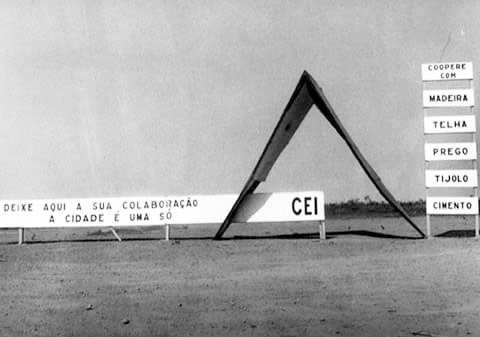 DEIXE AQUI A SUA COLABORAÇÃO
A CIDADE É UMA SÓ
CEI
COOPERE
COM
MADEIRA
TELHA
PREGO
TIJOLO
CIMENTO